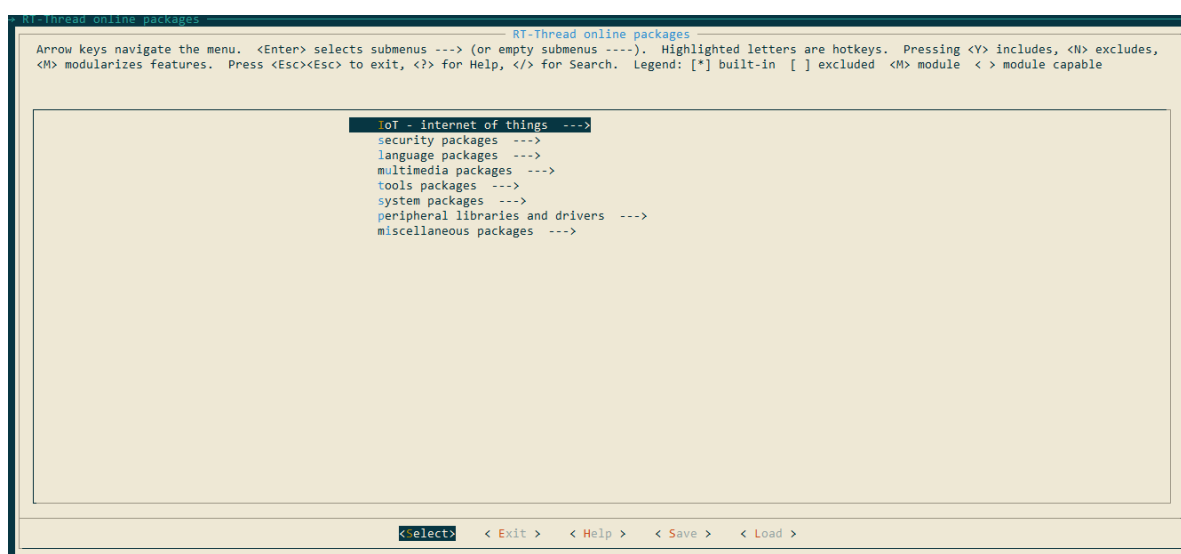 → RT-Thread online packages
RT-Thread online packages
Arrow keys navigate the menu. <Enter> selects submenus ---> (or empty submenus ----). Highlighted letters are hotkeys. Pressing <Y> includes, <N> excludes,
<M> modularizes features. Press <Esc><Esc> to exit, <?> for Help, </> for Search. Legend: [*] built-in [ ] excluded <M> module < > module capable
IoT - internet of things --->
security packages --->
language packages --->
multimedia packages --->
tools packages --->
system packages --->
peripheral libraries and drivers --->
miscellaneous packages --->
<Select> < Exit > < Help > < Save > < Load >